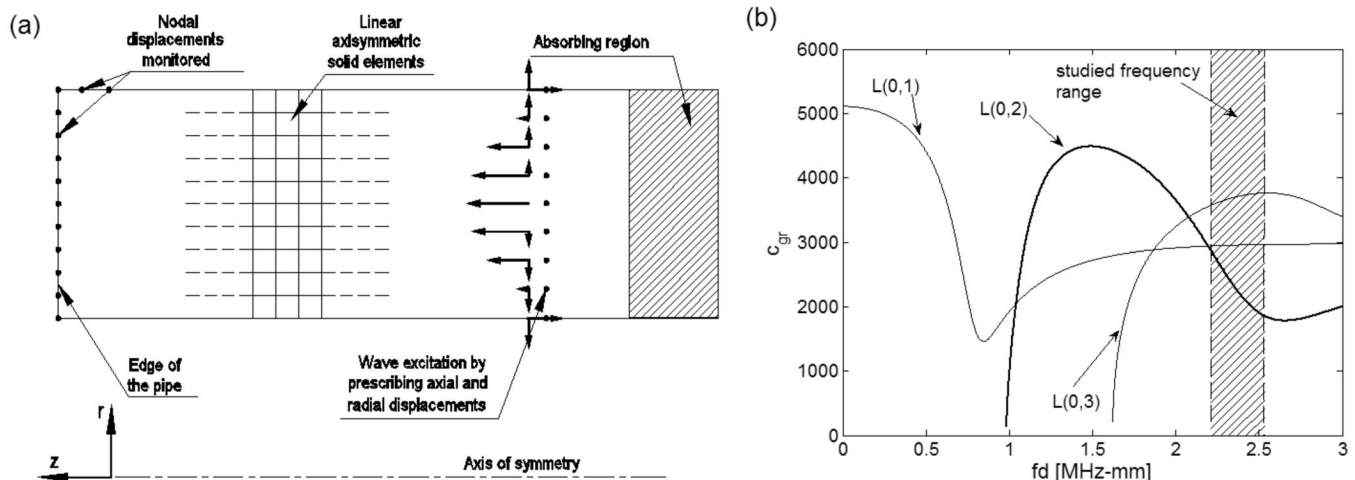 (a)
Nodal
displacements
monitored
Linear
axisymmetric
solid elements
Absorbing region
Edge of
the pipe
Wave excitation by
prescribing axial and
radial displacements
r
z
Axis of symmetry
(b)
6000
5000
4000
3000
2000
1000
0
c_gr
L(0,1)
L(0,2)
studied frequency
range
L(0,3)
0
0.5
1
1.5
2
2.5
3
fd [MHz-mm]